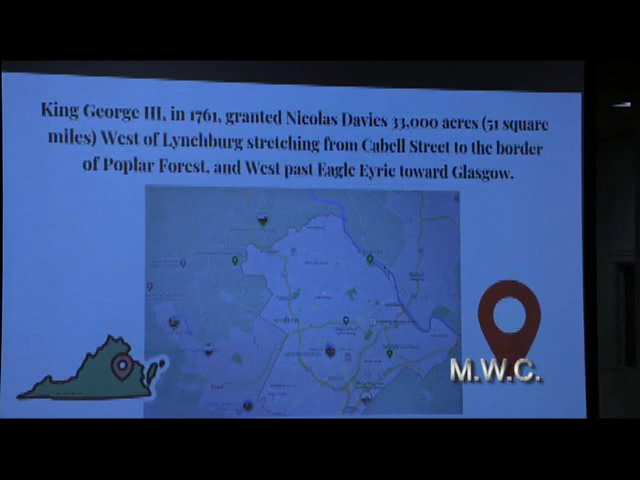 King George III, in 1761, granted Nicolas Davies 33,000 acres (51 square
miles) West of Lynchburg stretching from Cabell Street to the border
of Poplar Forest, and West past Eagle Eyrie toward Glasgow.
M.W.C.